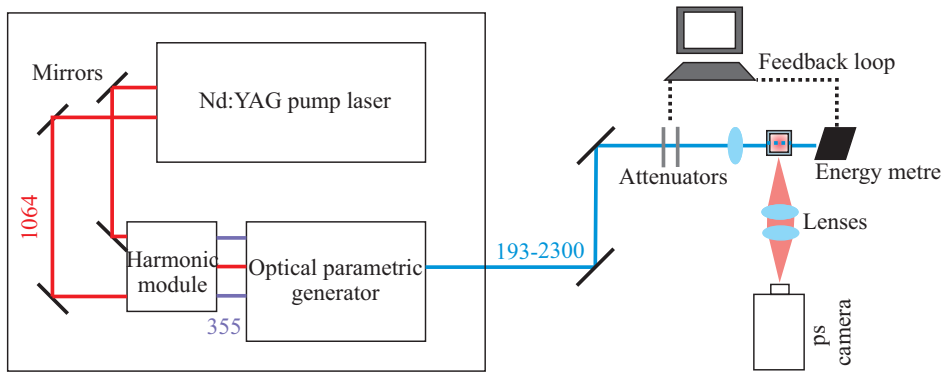 Mirrors
Nd:YAG pump laser
1064
Harmonic
module
355
Optical parametric
generator
193-2300
Feedback loop
Attenuators
Energy metre
Lenses
ps
camera